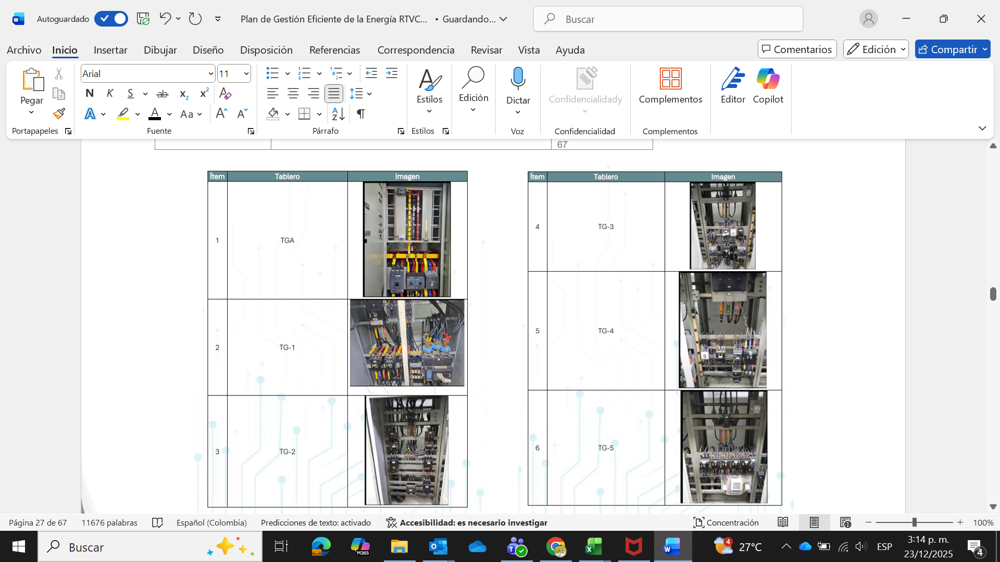 Autoguardado
Plan de Gestión Eficiente de la Energía RTVC... • Guardando...
Buscar
Archivo Inicio Insertar Dibujar Diseño Disposición Referencias Correspondencia Revisar Vista Ayuda
Comentarios Edición Compartir
Pegar
Portapapeles
Arial 11
N K S ab x₂ x² A
A A Aa A A
Fuente
Párrafo
Estilos
Estilos
Edición
Dictar
Voz
Confidencialidady
Confidencialidad
Complementos
Complementos
Editor Copilot
67
Ítem Tablero Imagen
1 TGA
2 TG-1
3 TG-2
Ítem Tablero Imagen
4 TG-3
5 TG-4
6 TG-5
Página 27 de 67 11676 palabras Español (Colombia) Predicciones de texto: activado Accesibilidad: es necesario investigar Concentración 100%
Buscar
M365
4
27°C
ESP
3:14 p. m.
23/12/2025
4